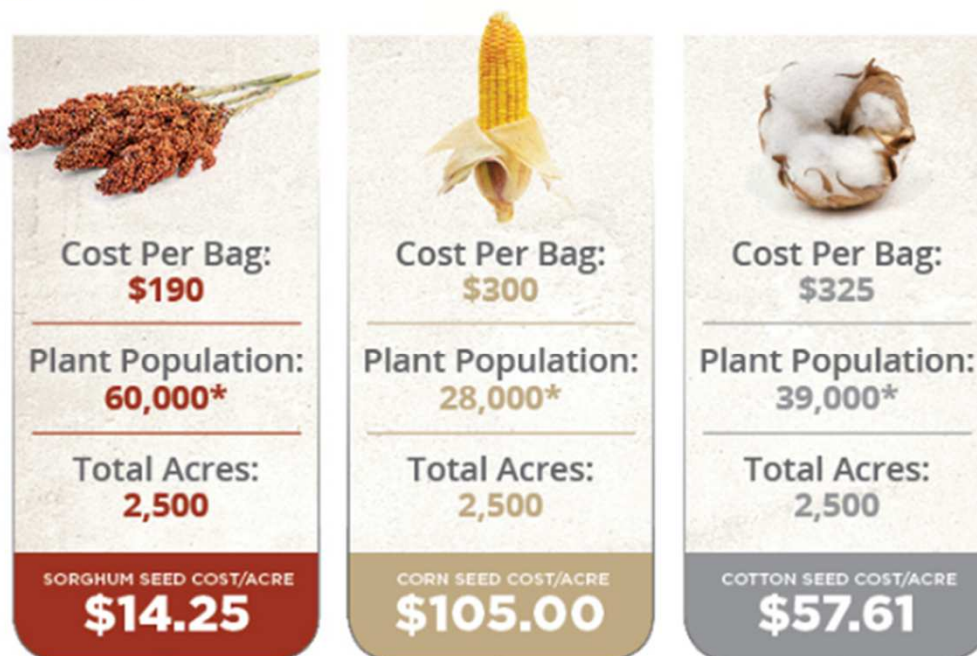 Cost Per Bag:
$190
Plant Population:
60,000*
Total Acres:
2,500
SORGHUM SEED COST/ACRE
$14.25
Cost Per Bag:
$300
Plant Population:
28,000*
Total Acres:
2,500
CORN SEED COST/ACRE
$105.00
Cost Per Bag:
$325
Plant Population:
39,000*
Total Acres:
2,500
COTTON SEED COST/ACRE
$57.61